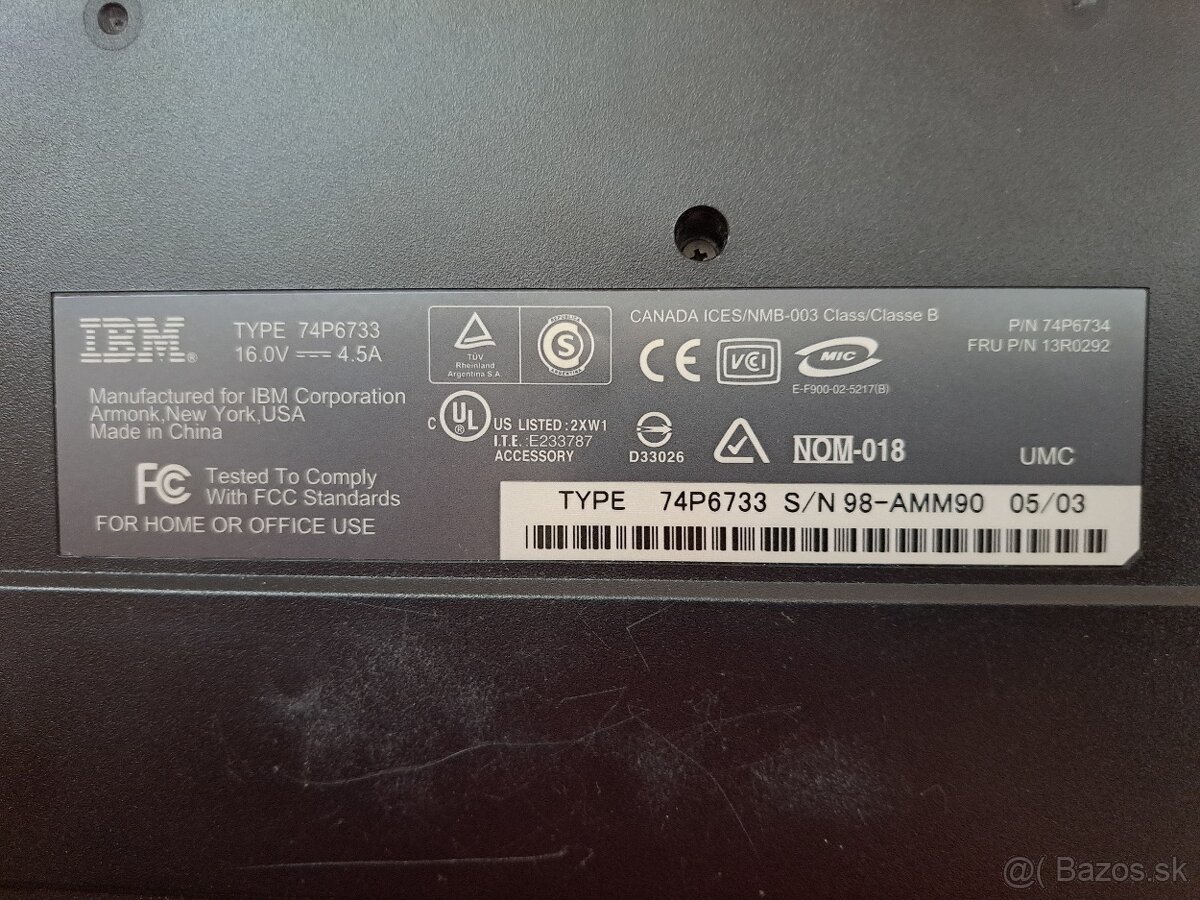 IBM®
TYPE 74P6733
16.0V ⎓ 4.5A
Manufactured for IBM Corporation
Armonk,New York,USA
Made in China
FC Tested To Comply
With FCC Standards
FOR HOME OR OFFICE USE
TÜV
Rheinland
Argentina S.A.
REPUBLICA
S
ARGENTINA
CANADA ICES/NMB-003 Class/Classe B
CE
VCI
MIC
E-F900-02-5217(B)
P/N 74P6734
FRU P/N 13R0292
C UL US LISTED :2XW1
I.T.E. :E233787
ACCESSORY
D33026
NOM-018
UMC
TYPE 74P6733 S/N 98-AMM90 05/03
@( Bazos.sk